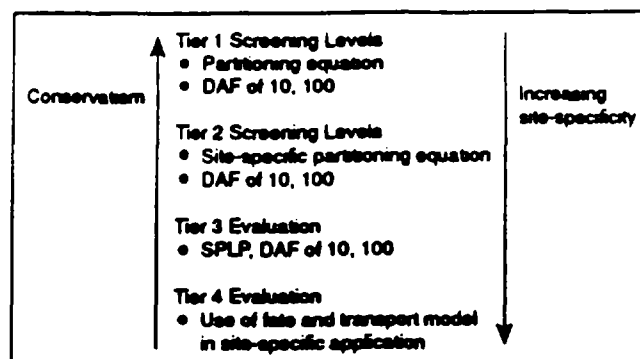 Tier 1 Screening Levels
• Partitioning equation
• DAF of 10, 100
Conservatism
Increasing
site-specificity
Tier 2 Screening Levels
• Site-specific partitioning equation
• DAF of 10, 100
Tier 3 Evaluation
• SPLP, DAF of 10, 100
Tier 4 Evaluation
• Use of fate and transport model
in site-specific application